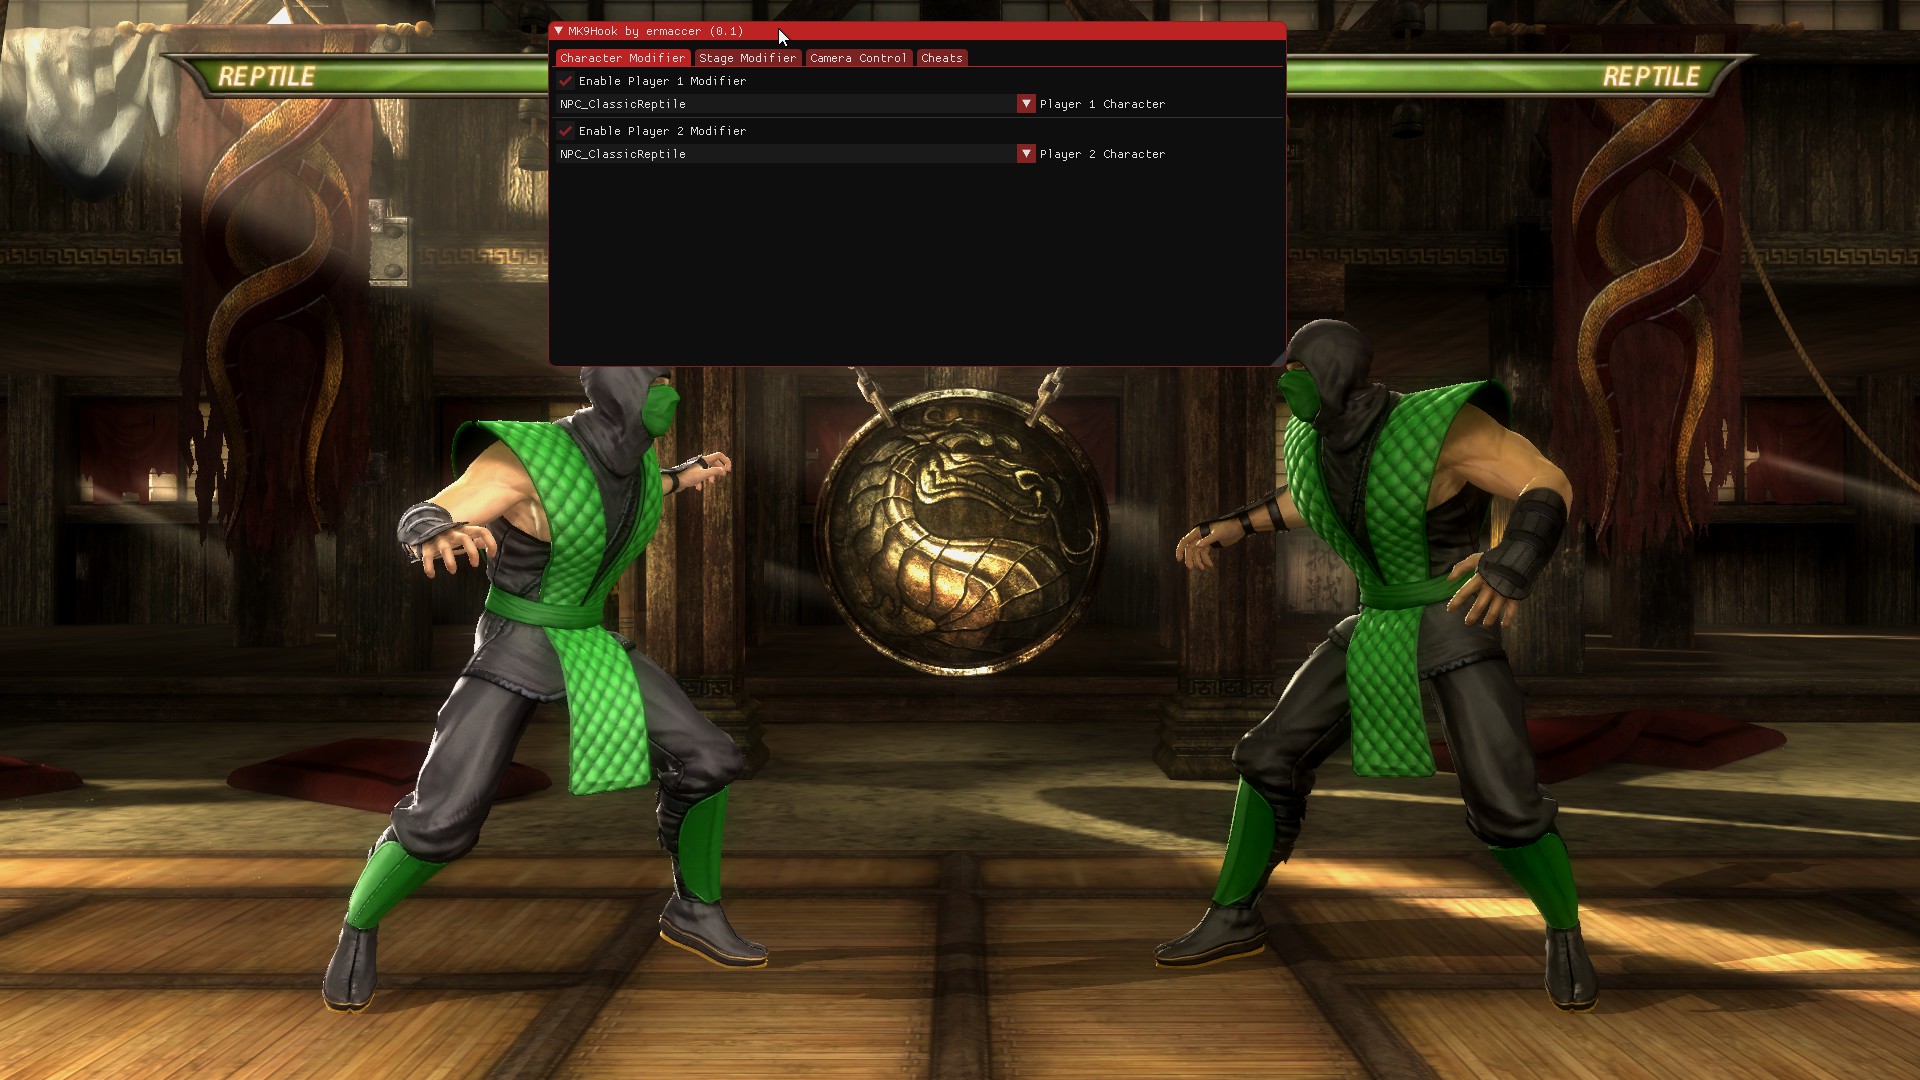 MK9Hook by ermaccer (0.1)
Character Modifier Stage Modifier Camera Control Cheats
REPTILE
REPTILE
Enable Player 1 Modifier
NPC_ClassicReptile Player 1 Character
Enable Player 2 Modifier
NPC_ClassicReptile Player 2 Character